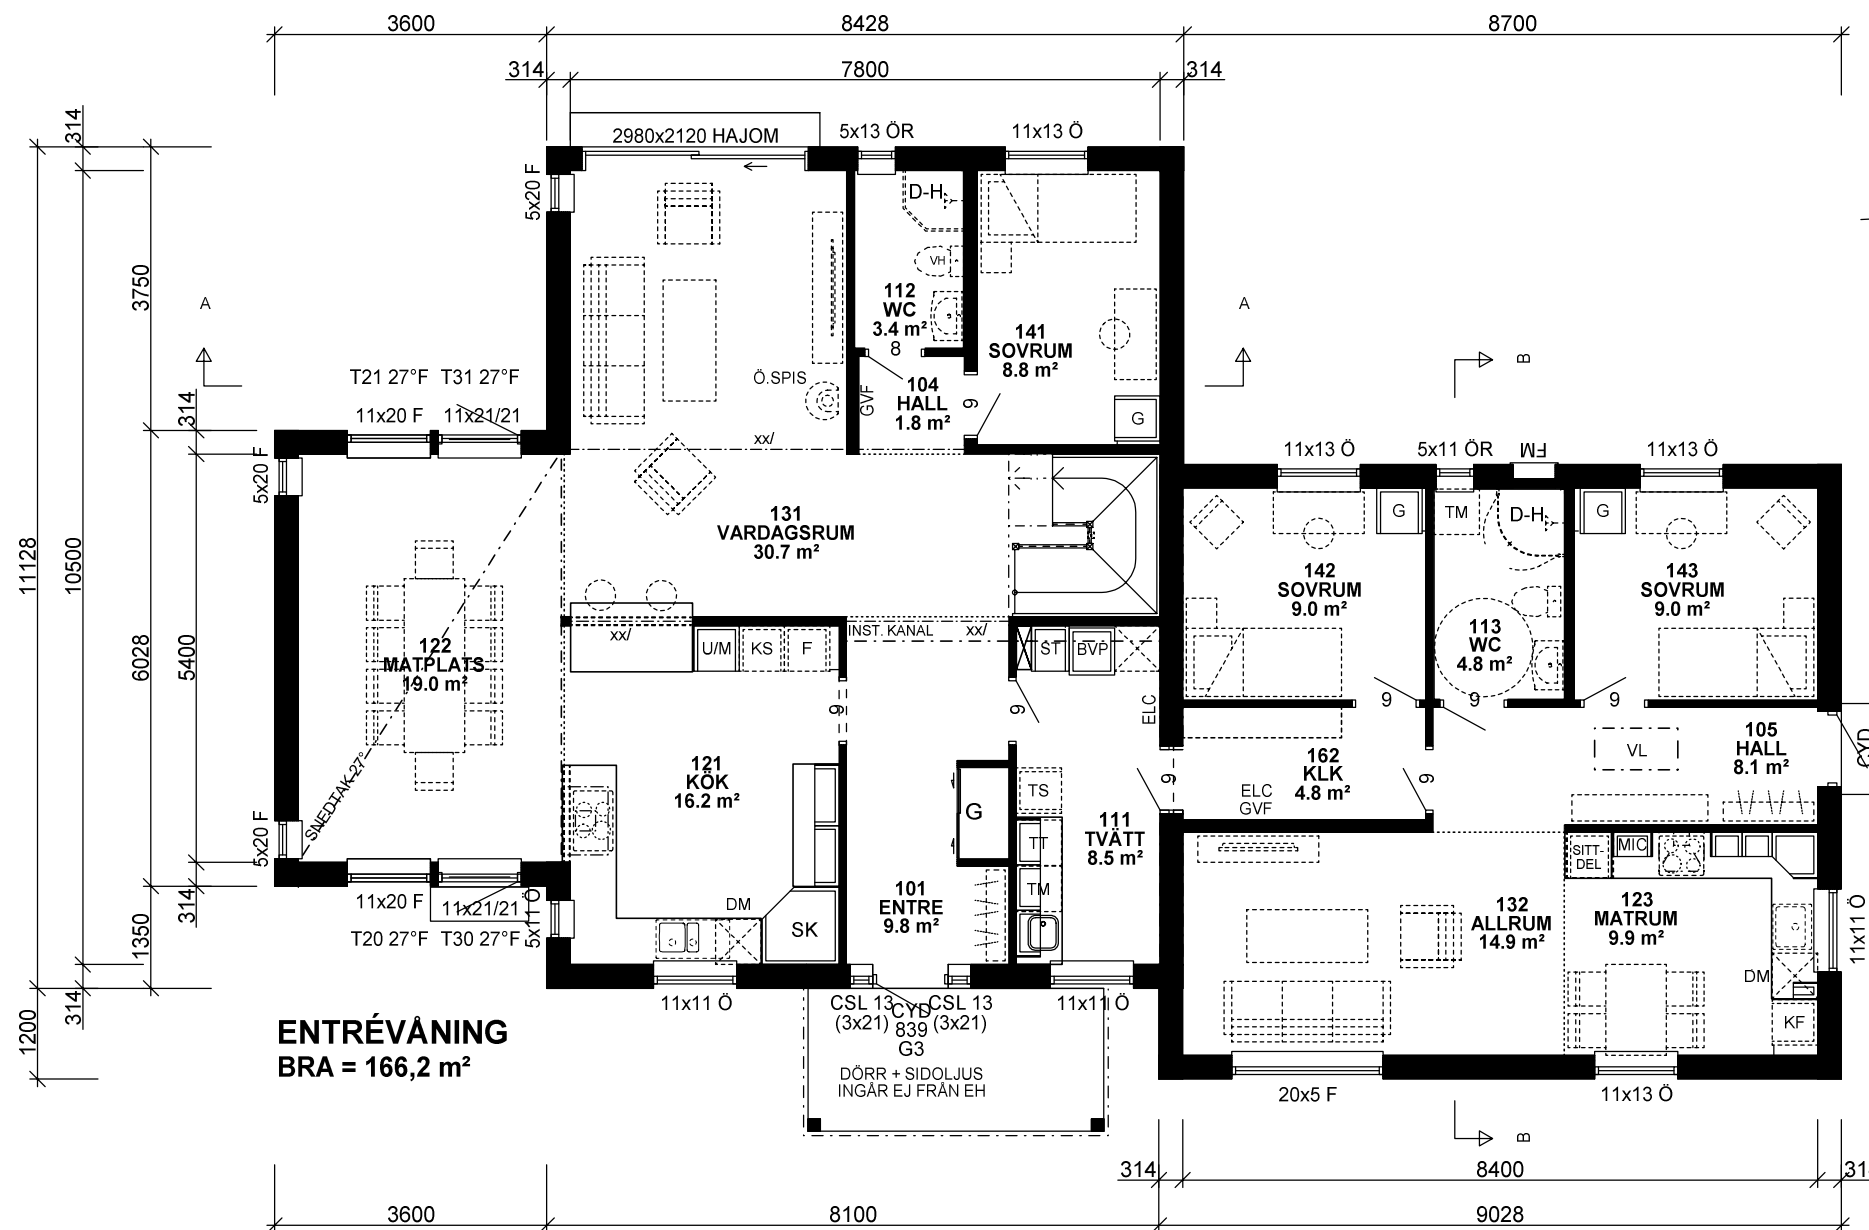 3600
8428
8700
314
7800
314
2980x2120 HAJOM
5x13 ÖR
11x13 Ö
314
11128
10500
3750
314
6028
5400
314
1350
314
1200
A
A
B
5x20 F
D-H
VH
112
WC
3.4 m²
8
141
SOVRUM
8.8 m²
Ö.SPIS
GVF
104
HALL
1.8 m²
9
G
T21 27°F
T31 27°F
11x20 F
11x21/21
xx/
5x20 F
11x13 Ö
5x11 ÖR
FM
11x13 Ö
131
VARDAGSRUM
30.7 m²
G
TM
D-H
G
142
SOVRUM
9.0 m²
143
SOVRUM
9.0 m²
113
WC
4.8 m²
122
MATPLATS
19.0 m²
xx/
U/M
KS
F
INST. KANAL
xx/
ST
BVP
9
9
ELC
9
9
9
SNEDTAK 27°
121
KÖK
16.2 m²
G
TS
TT
TM
111
TVÄTT
8.5 m²
9
162
KLK
4.8 m²
ELC
GVF
9
VL
105
HALL
8.1 m²
CYD
5x20 F
11x20 F
11x21/21
T20 27°F
T30 27°F
5x11 Ö
DM
SK
101
ENTRE
9.8 m²
SITT-
DEL
MIC
132
ALLRUM
14.9 m²
123
MATRUM
9.9 m²
11x11 Ö
DM
KF
11x11 Ö
CSL 13
(3x21)
CYD
839
G3
CSL 13
(3x21)
11x11 Ö
DÖRR + SIDOLJUS
INGÅR EJ FRÅN EH
ENTRÉVÅNING
BRA = 166,2 m²
20x5 F
11x13 Ö
B
314
8400
3600
8100
9028